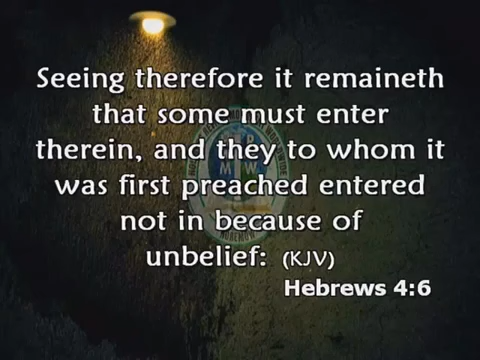 Seeing therefore it remaineth
that some must enter
therein, and they to whom it
was first preached entered
not in because of
unbelief: (KJV)
Hebrews 4:6